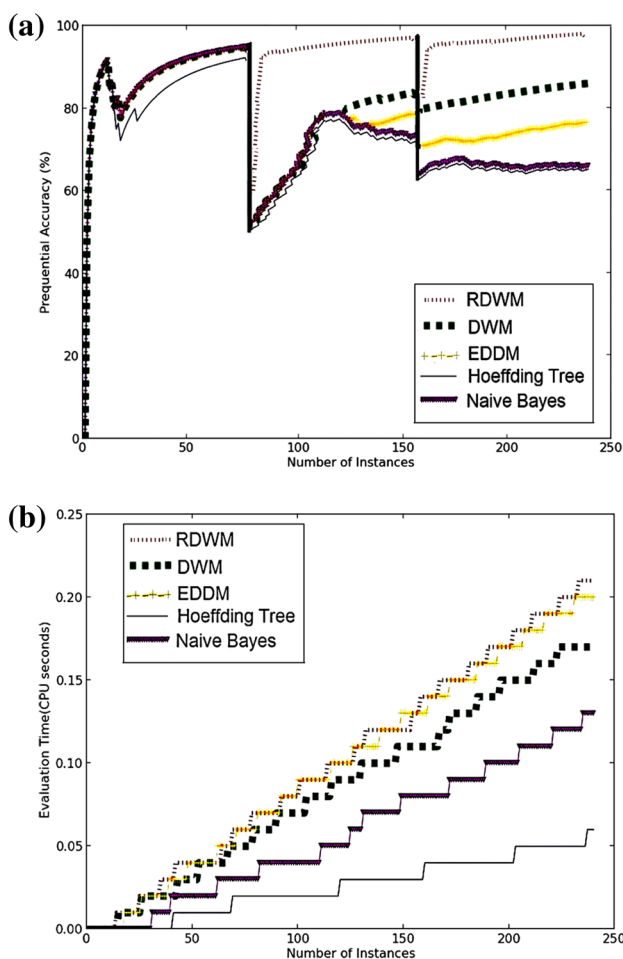 (a)
100
80
60
40
20
0
Prequential Accuracy (%)
RDWM
DWM
EDDM
Hoeffding Tree
Naive Bayes
0
50
100
150
200
250
Number of Instances
(b)
0.25
0.20
0.15
0.10
0.05
0.00
Evaluation Time(CPU seconds)
RDWM
DWM
EDDM
Hoeffding Tree
Naive Bayes
0
50
100
150
200
250
Number of Instances